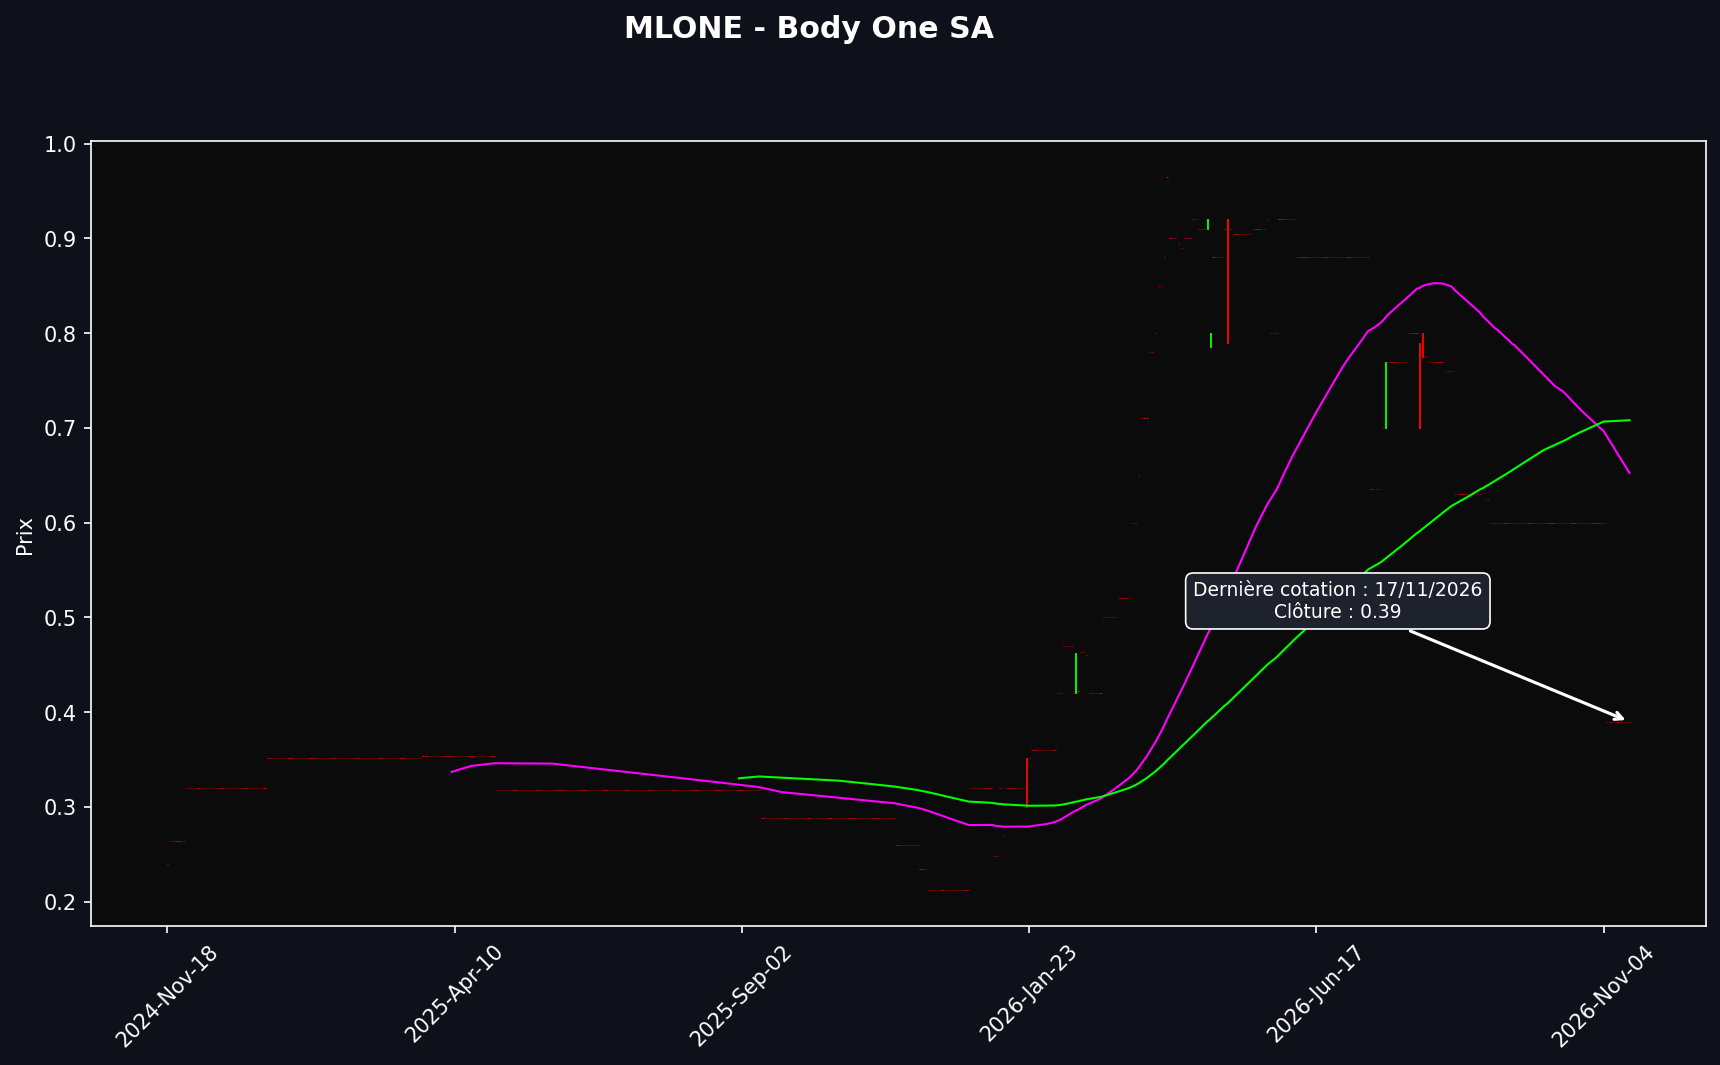 MLONE - Body One SA
1.0
0.9
0.8
0.7
0.6
0.5
0.4
0.3
0.2
Prix
Dernière cotation : 17/11/2026
Clôture : 0.39
2024-Nov-18
2025-Apr-10
2025-Sep-02
2026-Jan-23
2026-Jun-17
2026-Nov-04